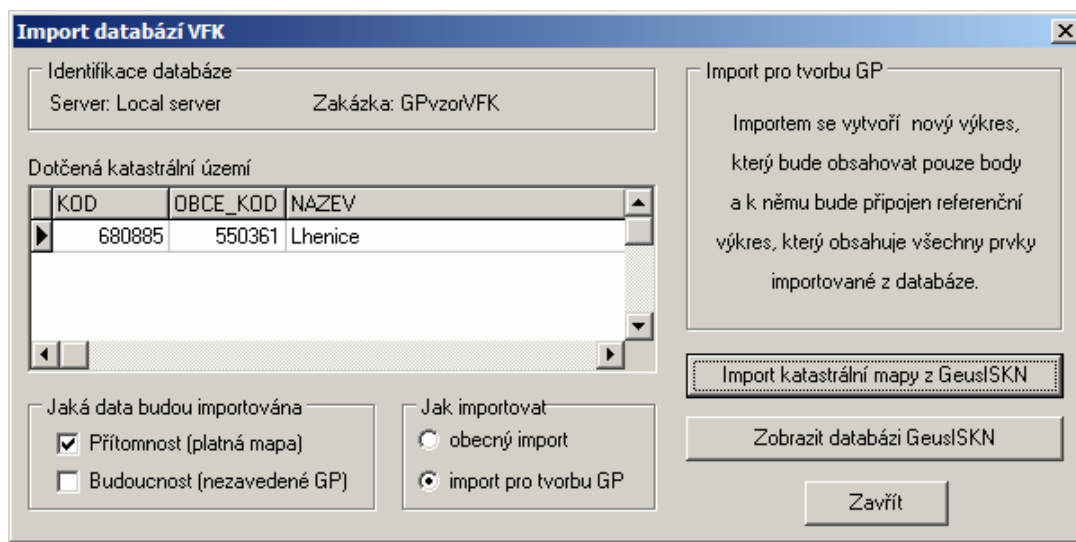 Import databází VFK
Identifikace databáze
Server: Local server Zakázka: GPvzorVFK
Dotčená katastrální území
KOD OBCE_KOD NAZEV
680885 550361 Lhenice
Jaká data budou importována
Přítomnost (platná mapa)
Budoucnost (nezavedené GP)
Jak importovat
obecný import
import pro tvorbu GP
Import pro tvorbu GP
Importem se vytvoří nový výkres,
který bude obsahovat pouze body
a k němu bude připojen referenční
výkres, který obsahuje všechny prvky
importované z databáze.
Import katastrální mapy z GeusISKN
Zobrazit databázi GeusISKN
Zavřít